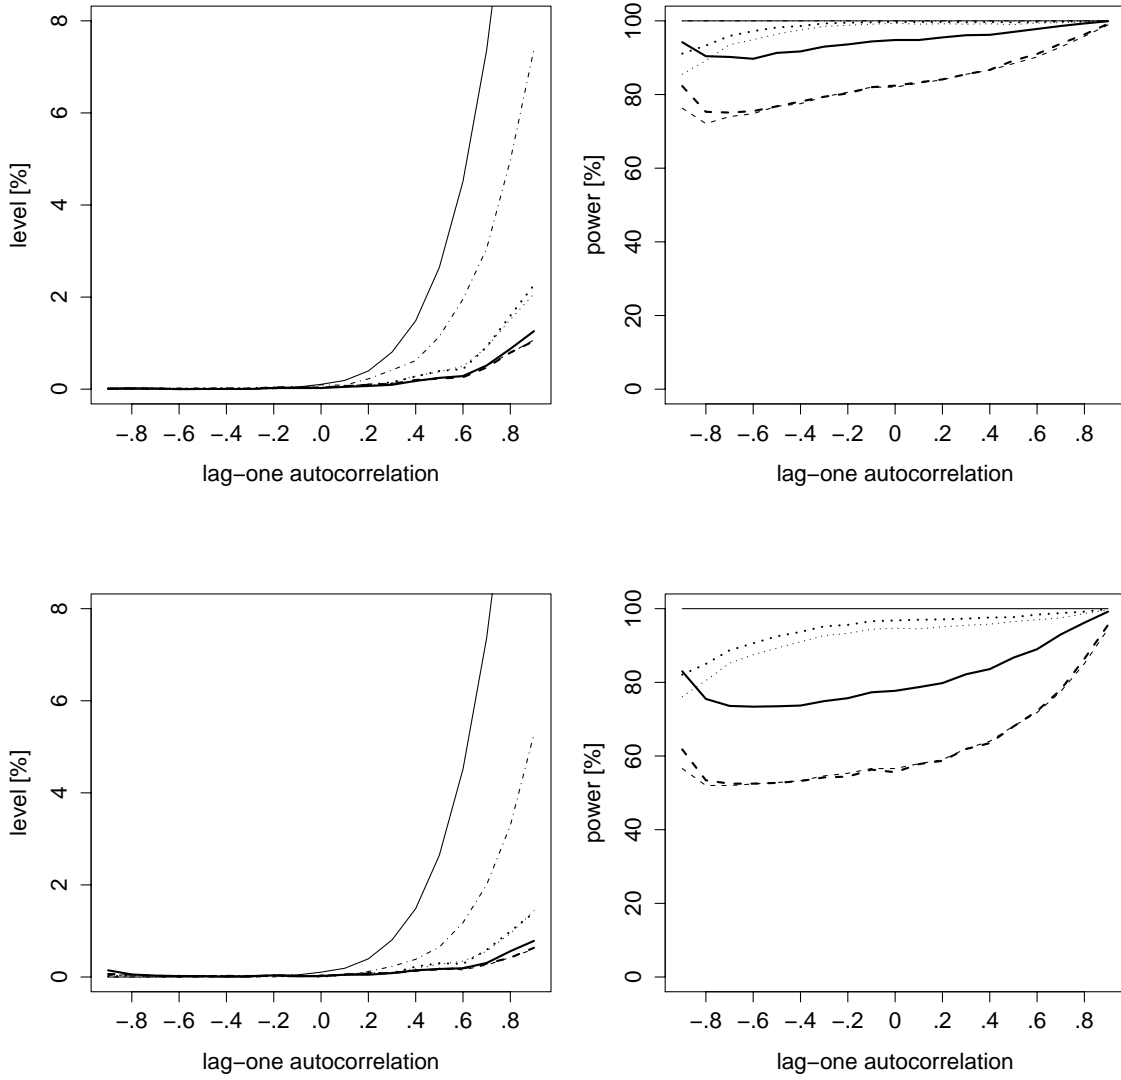 8
6
4
2
0
level [%]
−.8 −.6 −.4 −.2 .0 .2 .4 .6 .8
lag−one autocorrelation
100
80
60
40
20
0
power [%]
−.8 −.6 −.4 −.2 0 .2 .4 .6 .8
lag−one autocorrelation
8
6
4
2
0
level [%]
−.8 −.6 −.4 −.2 .0 .2 .4 .6 .8
lag−one autocorrelation
100
80
60
40
20
0
power [%]
−.8 −.6 −.4 −.2 0 .2 .4 .6 .8
lag−one autocorrelation